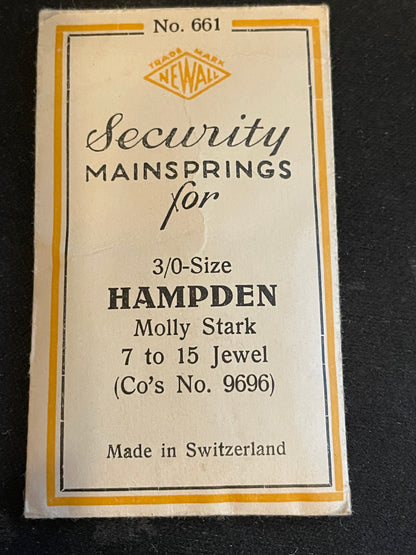 No. 661
TRADE MARK
NEWALL
Security
MAINSPRINGS
for
3/0-Size
HAMPDEN
Molly Stark
7 to 15 Jewel
(Co's No. 9696)
Made in Switzerland